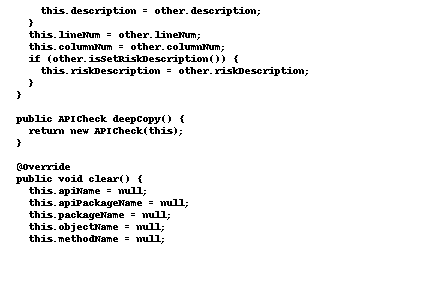 this.description = other.description;
    }
    this.lineNum = other.lineNum;
    this.columnNum = other.columnNum;
    if (other.isSetRiskDescription()) {
      this.riskDescription = other.riskDescription;
    }
  }

  public APICheck deepCopy() {
    return new APICheck(this);
  }

  @Override
  public void clear() {
    this.apiName = null;
    this.apiPackageName = null;
    this.packageName = null;
    this.objectName = null;
    this.methodName = null;